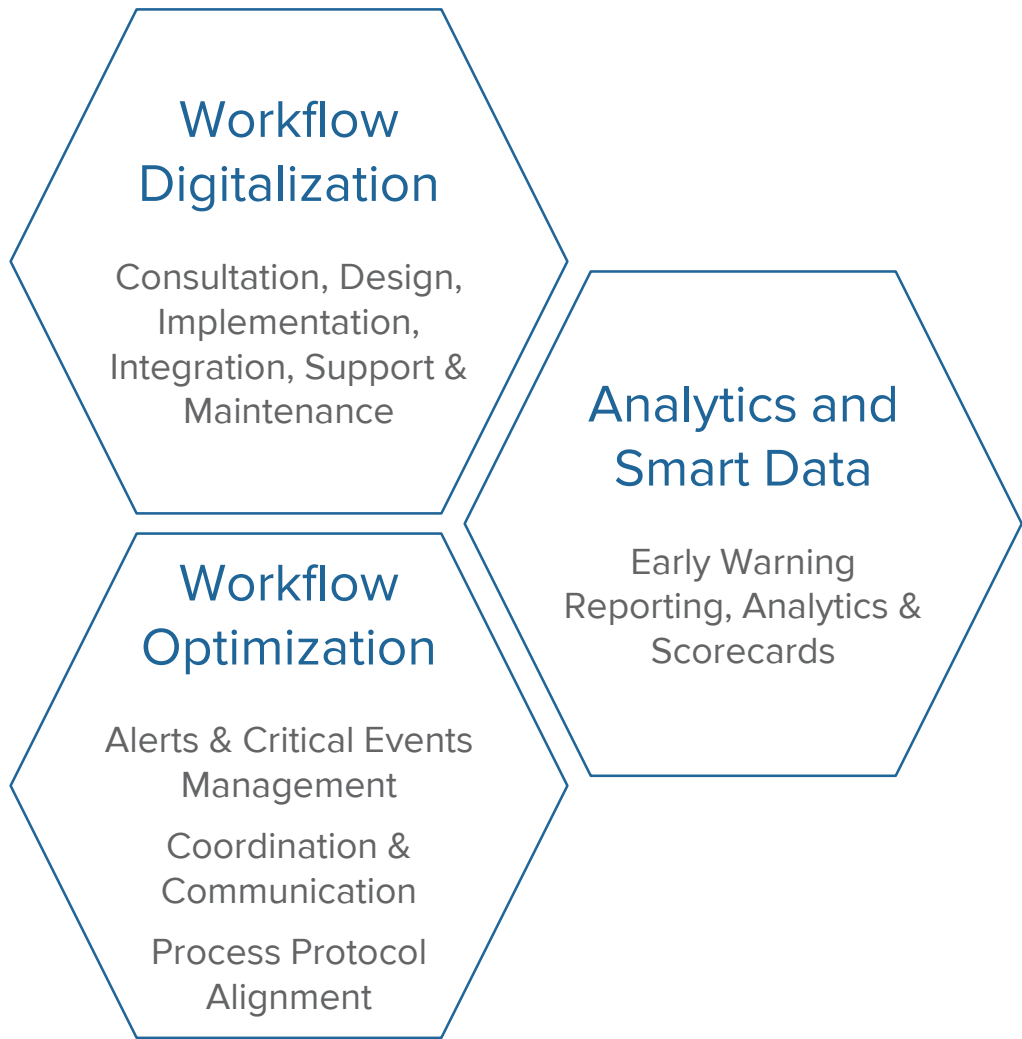 Workflow
Digitalization
Consultation, Design,
Implementation,
Integration, Support &
Maintenance
Analytics and
Smart Data
Early Warning
Reporting, Analytics &
Scorecards
Workflow
Optimization
Alerts & Critical Events
Management
Coordination &
Communication
Process Protocol
Alignment